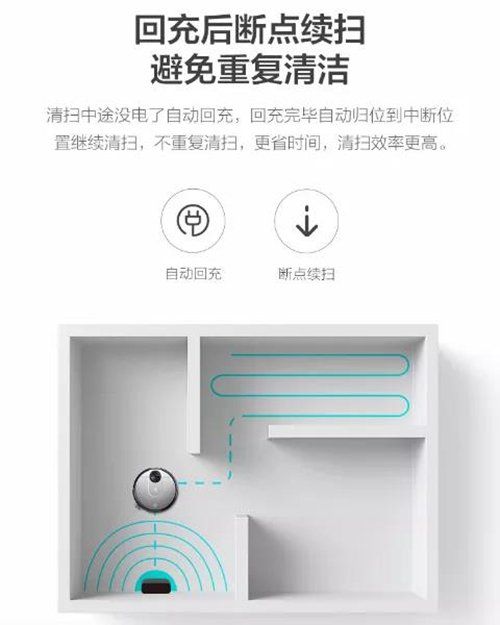 回充后断点续扫
避免重复清洁
清扫中途没电了自动回充，回充完毕自动归位到中断位
置继续清扫，不重复清扫，更省时间，清扫效率更高。
自动回充
断点续扫